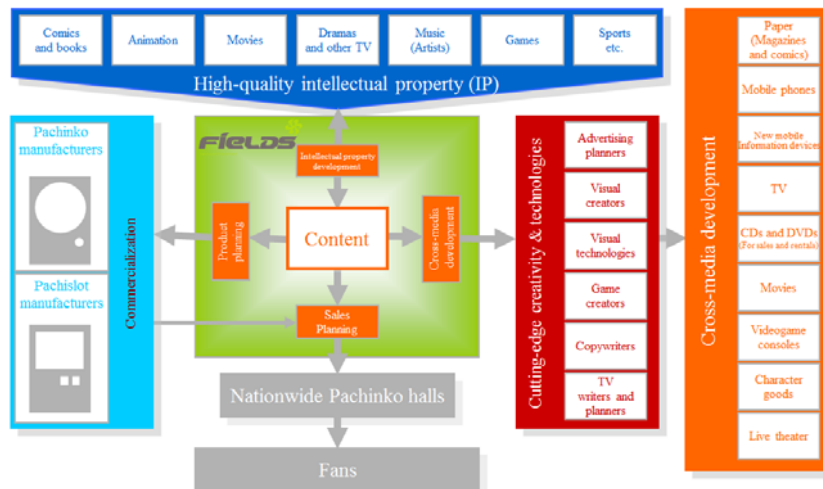 Comics
and books
Animation
Movies
Dramas
and other TV
Music
(Artists)
Games
Sports
etc.
High-quality intellectual property (IP)
Pachinko
manufacturers
Pachislot
manufacturers
Commercialization
FIELDS
Intellectual property
development
Product
planning
Content
Cross-media
development
Sales
Planning
Nationwide Pachinko halls
Fans
Cutting-edge creativity & technologies
Advertising
planners
Visual
creators
Visual
technologies
Game
creators
Copywriters
TV
writers and
planners
Cross-media development
Paper
(Magazines
and comics)
Mobile phones
New mobile
Information devices
TV
CDs and DVDs
(For sales and rentals)
Movies
Videogame
consoles
Character
goods
Live theater